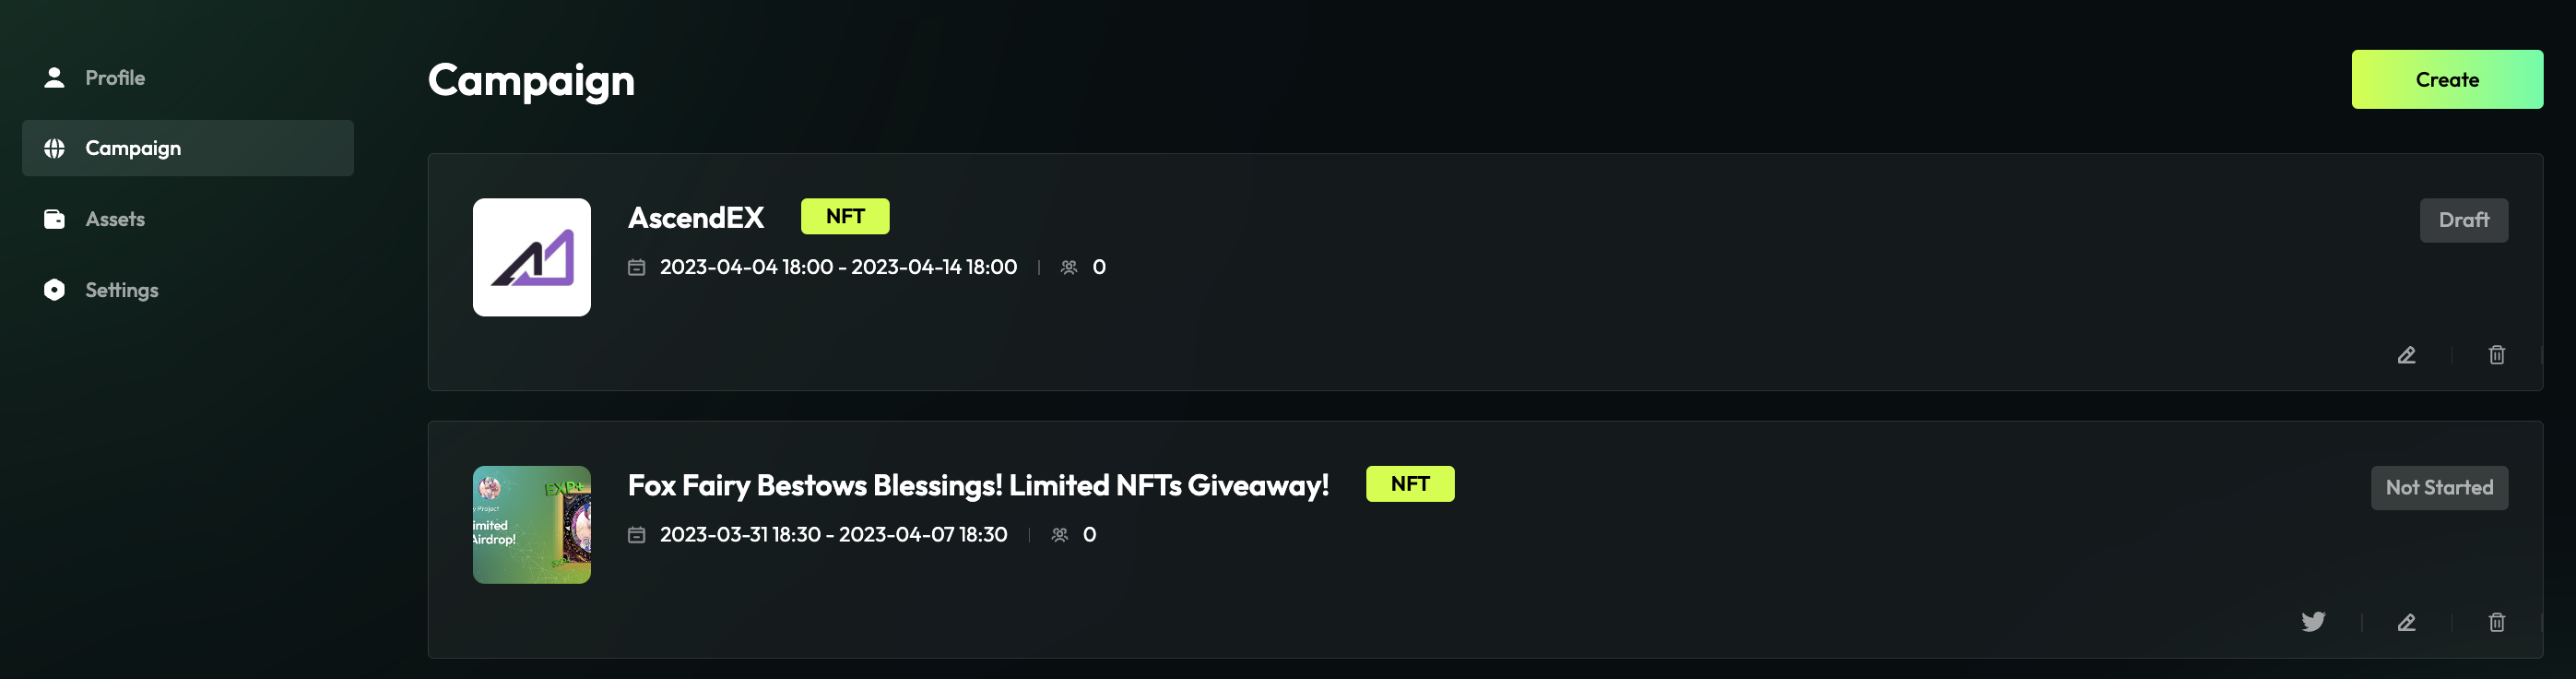 Profile
Campaign
Assets
Settings
Campaign
Create
AscendEX NFT
Draft
2023-04-04 18:00 - 2023-04-14 18:00 | 0
Fox Fairy Bestows Blessings! Limited NFTs Giveaway! NFT
Not Started
2023-03-31 18:30 - 2023-04-07 18:30 | 0
EXP+
y Project
imited
Airdrop!